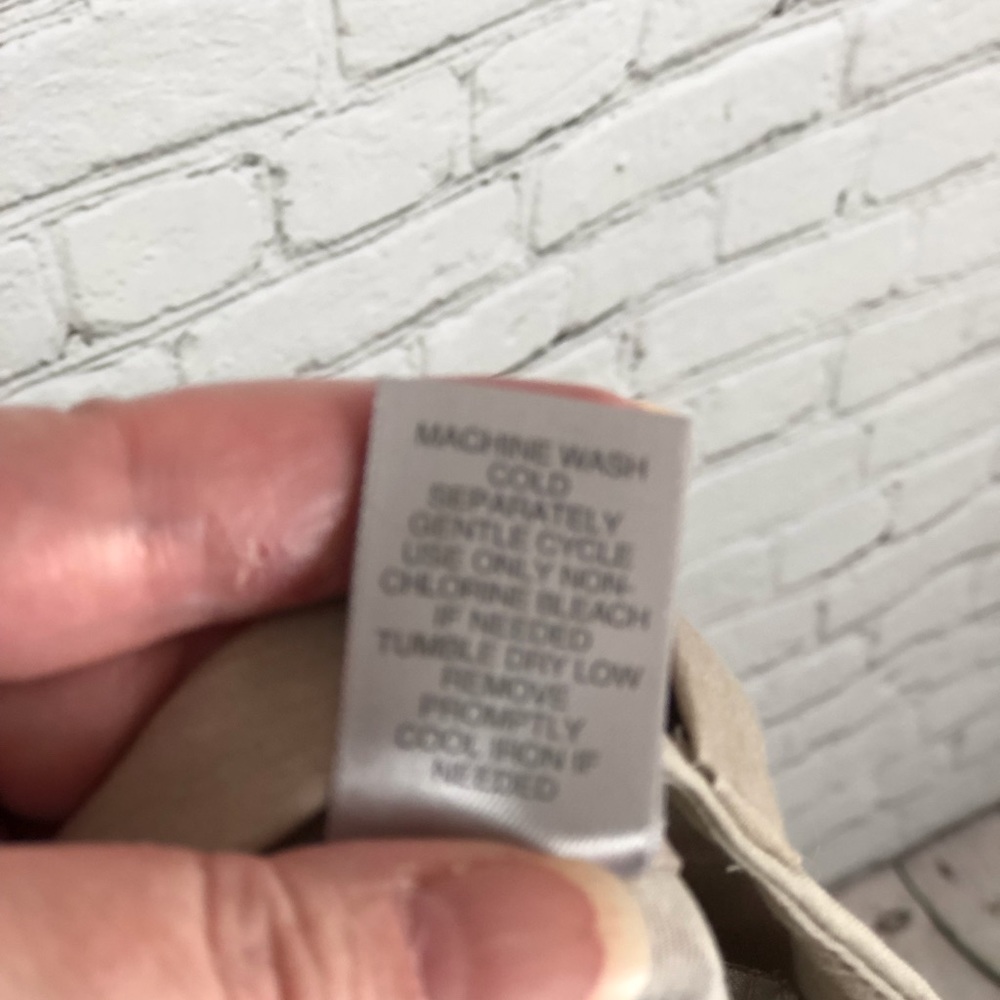 MACHINE WASH
COLD
SEPARATELY
GENTLE CYCLE
USE ONLY NON-
CHLORINE BLEACH
IF NEEDED
TUMBLE DRY LOW
REMOVE
PROMPTLY
COOL IRON IF
NEEDED